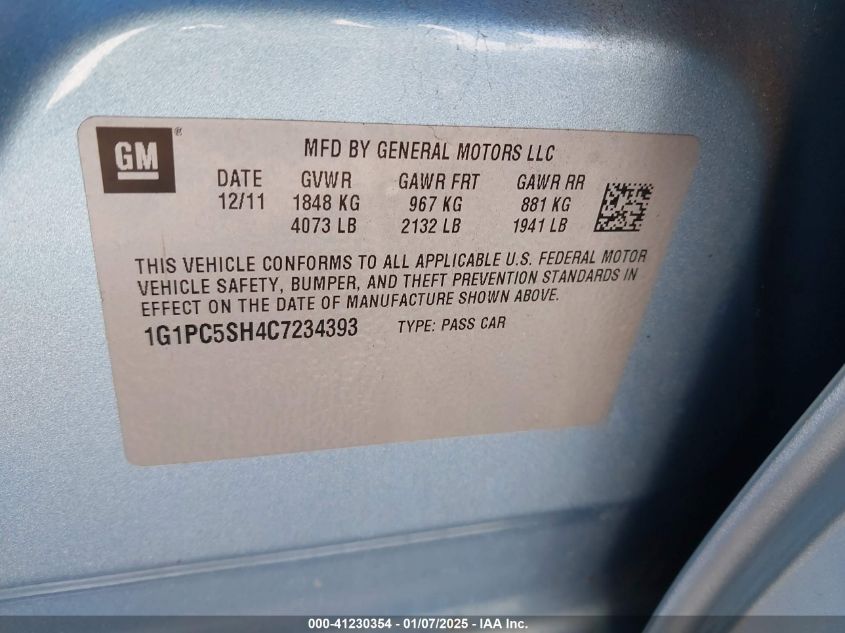 GM®
MFD BY GENERAL MOTORS LLC
DATE GVWR GAWR FRT GAWR RR
12/11 1848 KG 967 KG 881 KG
4073 LB 2132 LB 1941 LB
THIS VEHICLE CONFORMS TO ALL APPLICABLE U.S. FEDERAL MOTOR
VEHICLE SAFETY, BUMPER, AND THEFT PREVENTION STANDARDS IN
EFFECT ON THE DATE OF MANUFACTURE SHOWN ABOVE.
1G1PC5SH4C7234393 TYPE: PASS CAR
000-41230354 - 01/07/2025 - IAA Inc.